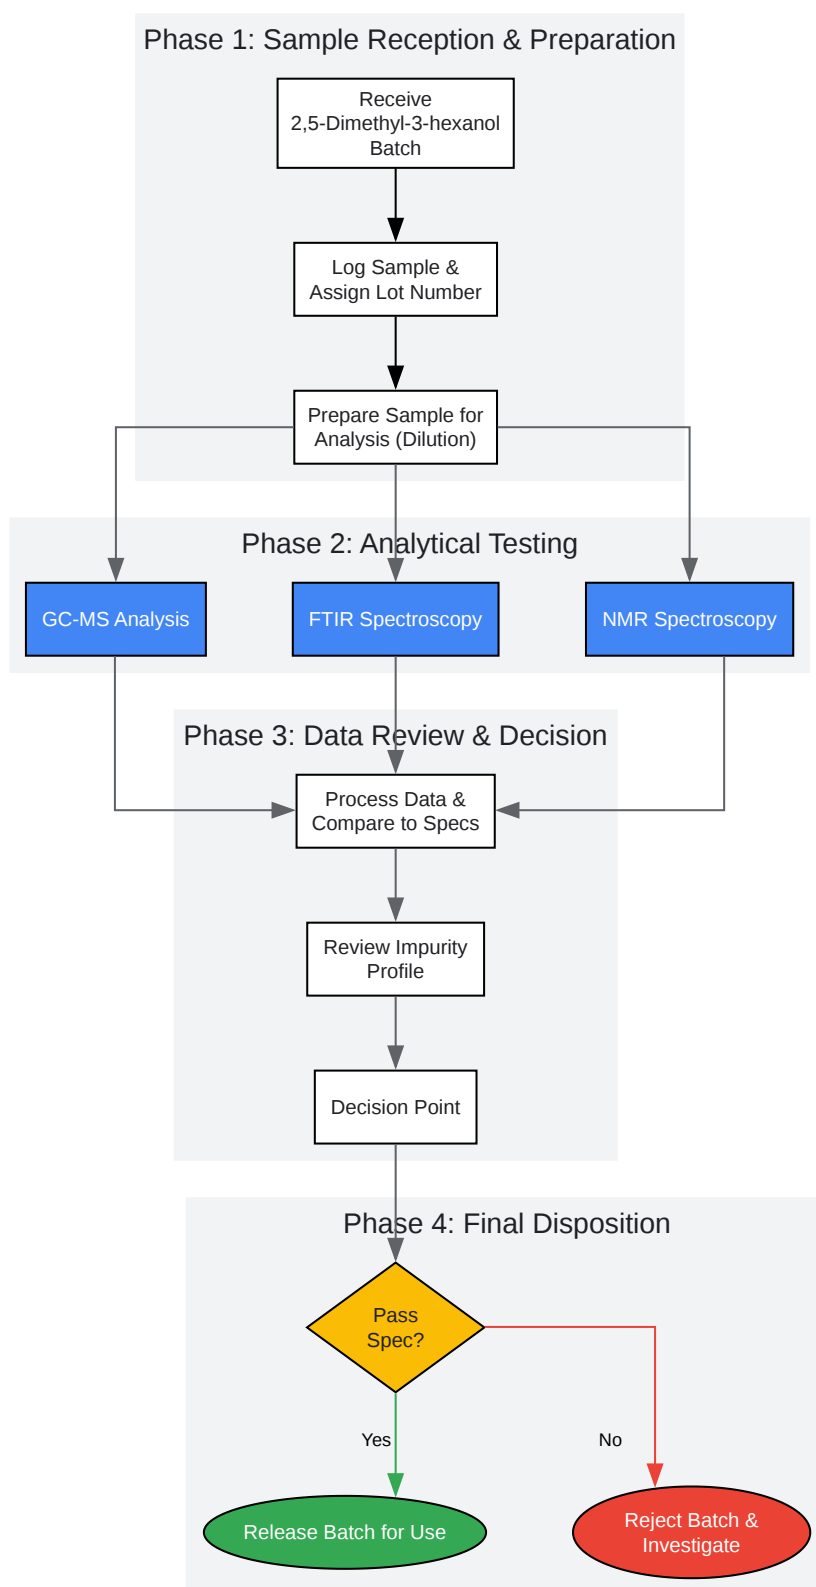 Phase 1: Sample Reception & Preparation
Receive
2,5-Dimethyl-3-hexanol
Batch
Log Sample &
Assign Lot Number
Prepare Sample for
Analysis (Dilution)
Phase 2: Analytical Testing
GC-MS Analysis
FTIR Spectroscopy
NMR Spectroscopy
Phase 3: Data Review & Decision
Process Data &
Compare to Specs
Review Impurity
Profile
Decision Point
Phase 4: Final Disposition
Pass
Spec?
Yes
No
Release Batch for Use
Reject Batch &
Investigate